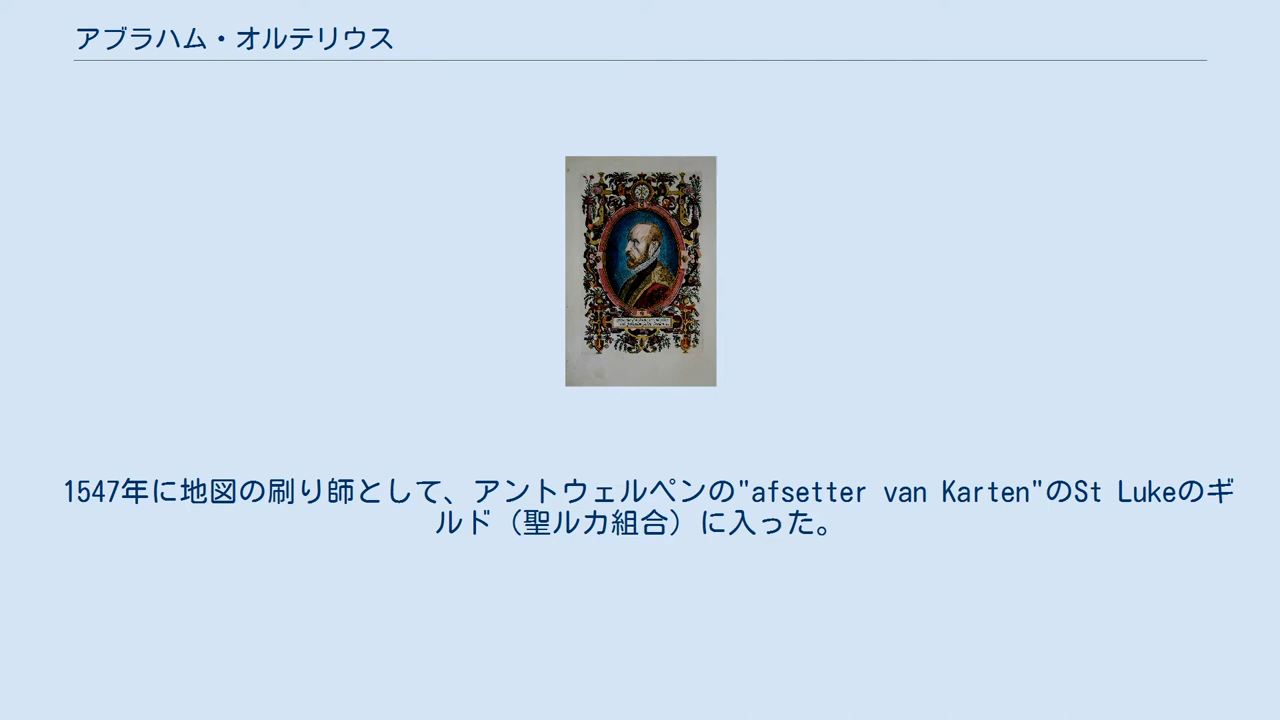 アブラハム・オルテリウス
1547年に地図の刷り師として、アントウェルペンの"afsetter van Karten"のSt Lukeのギ
ルド（聖ルカ組合）に入った。